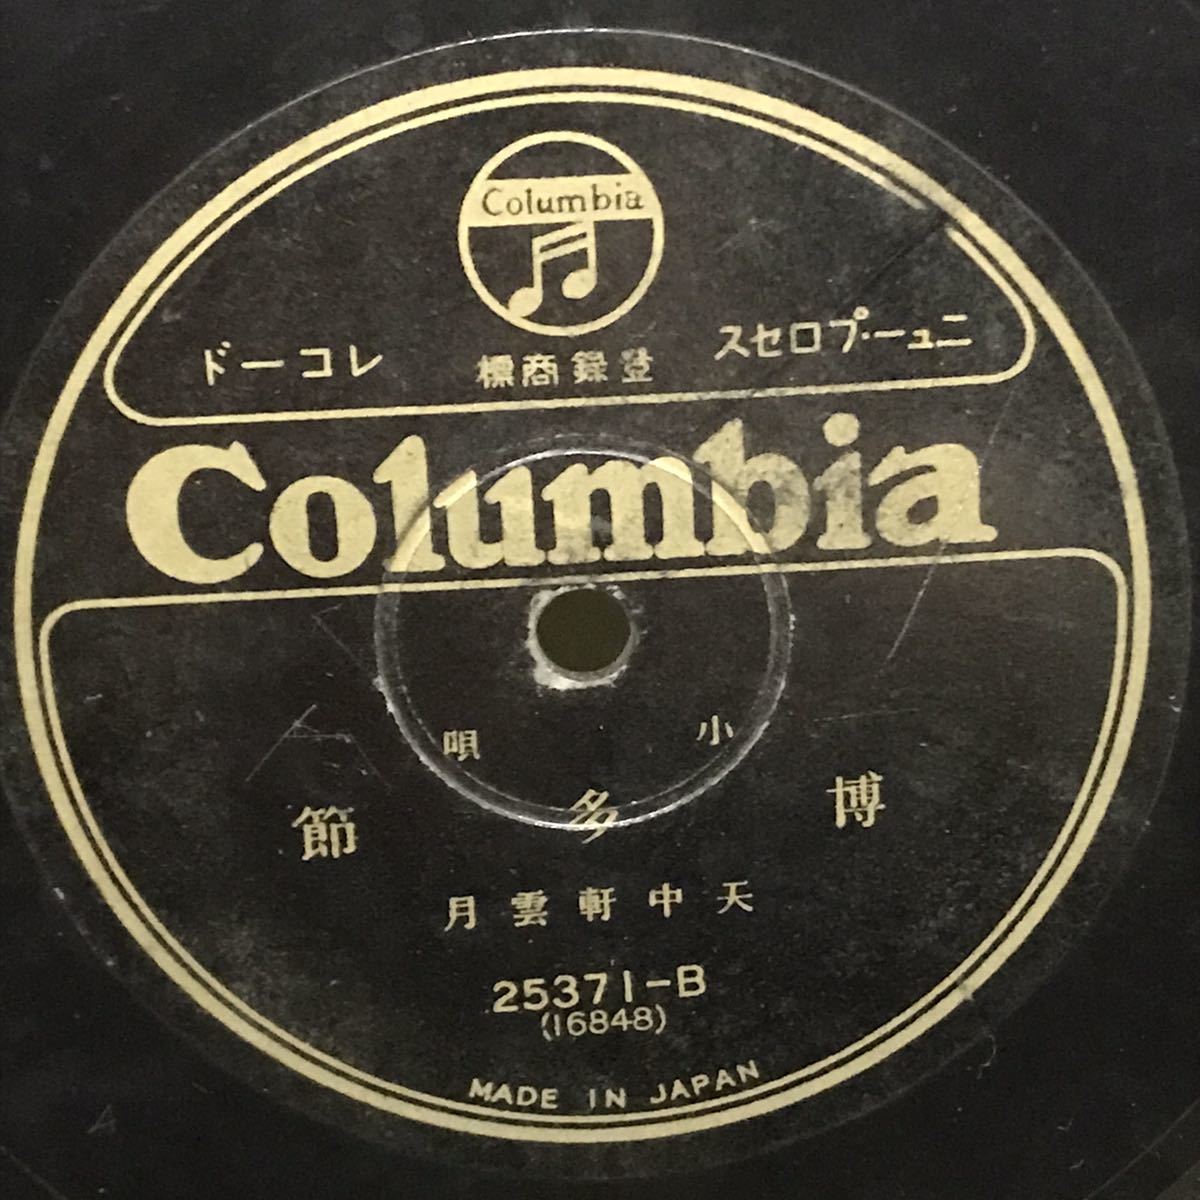 Columbia
ニュー・プロセス
登録商標
レコード
Columbia
小唄
博多節
天中軒雲月
25371-B
(16848)
MADE IN JAPAN